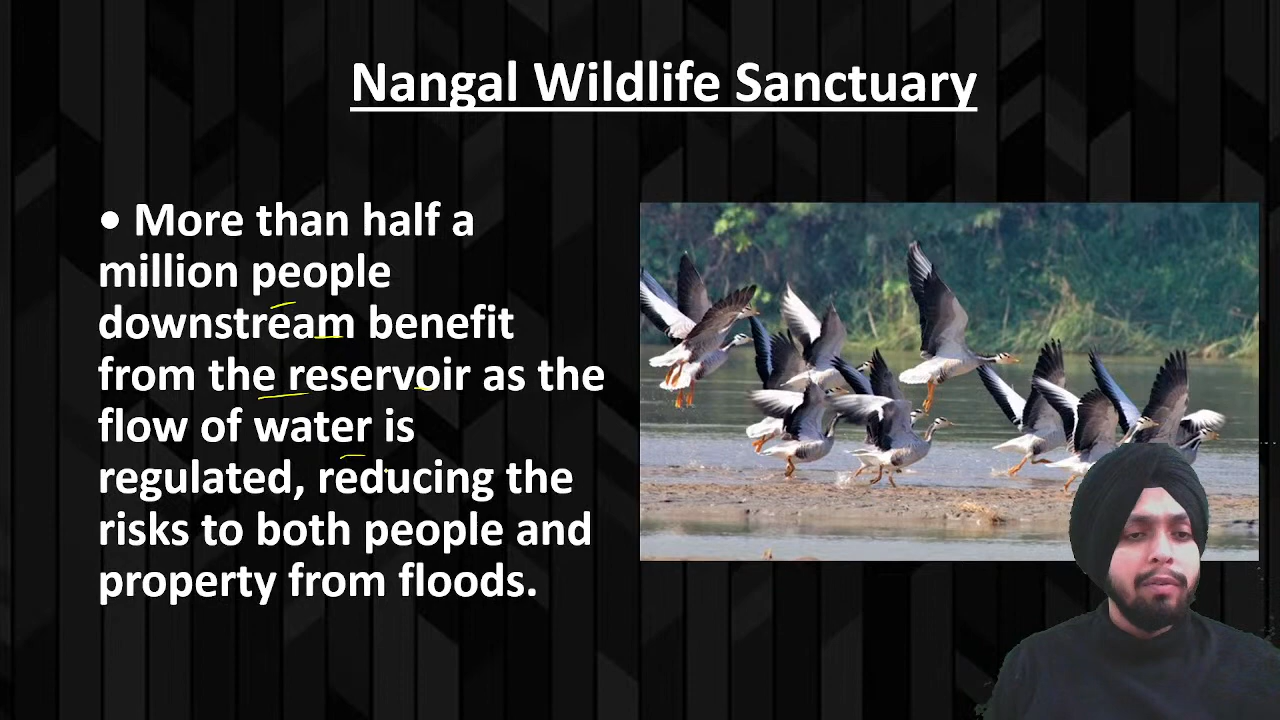 Nangal Wildlife Sanctuary
• More than half a
million people
downstream benefit
from the reservoir as the
flow of water is
regulated, reducing the
risks to both people and
property from floods.